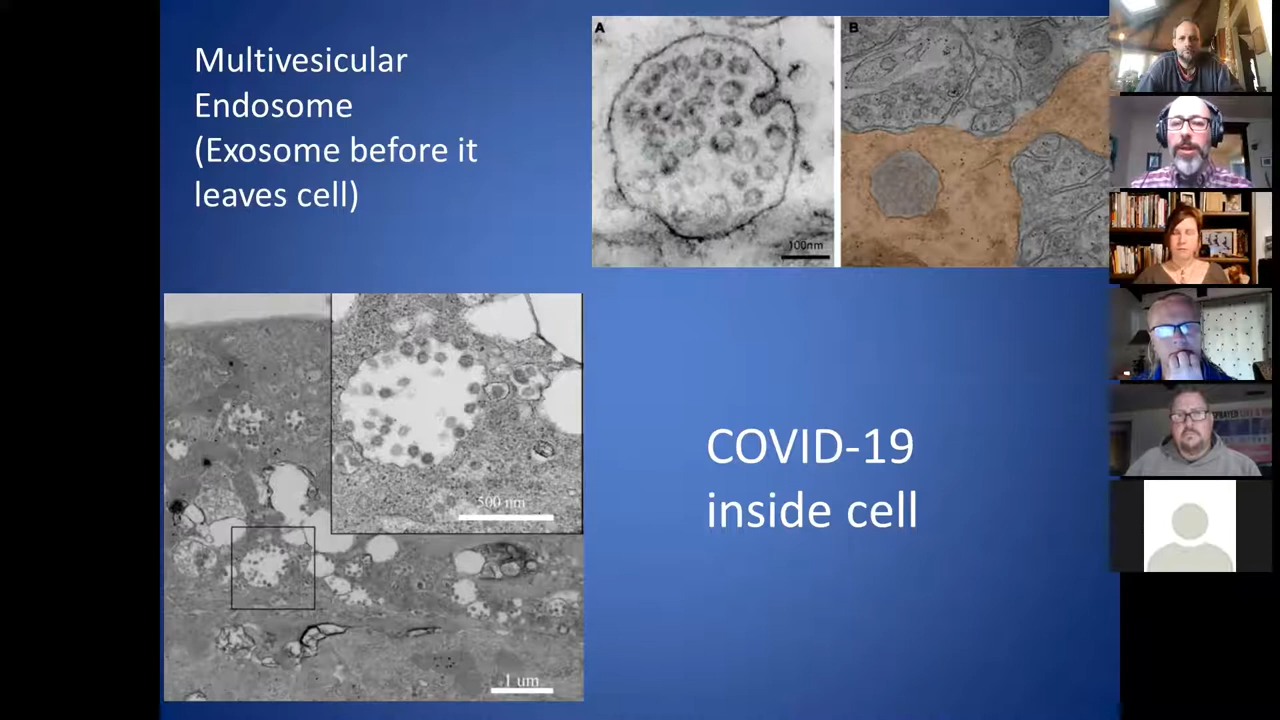 Multivesicular
Endosome
(Exosome before it
leaves cell)
A
B
100nm
500 nm
1 um
COVID-19
inside cell